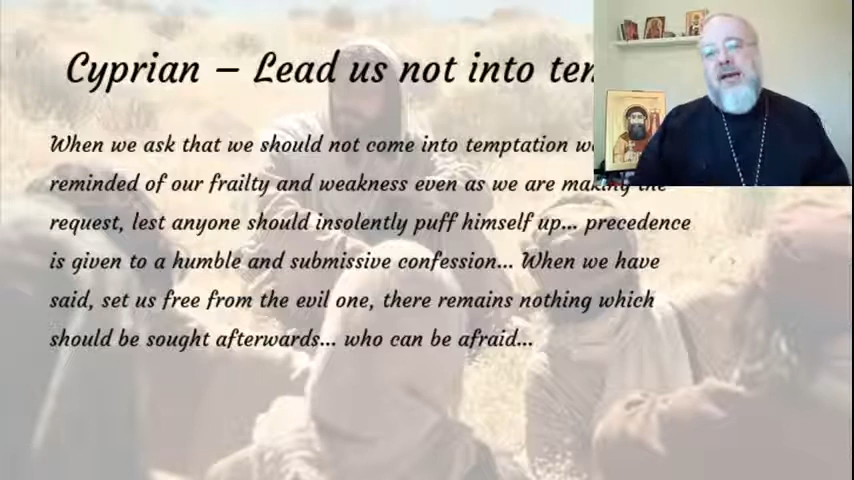 Cyprian – Lead us not into
When we ask that we should not come into temptation
reminded of our frailty and weakness even as we are making the
request, lest anyone should insolently puff himself up... precedence
is given to a humble and submissive confession... When we have
said, set us free from the evil one, there remains nothing which
should be sought afterwards... who can be afraid...